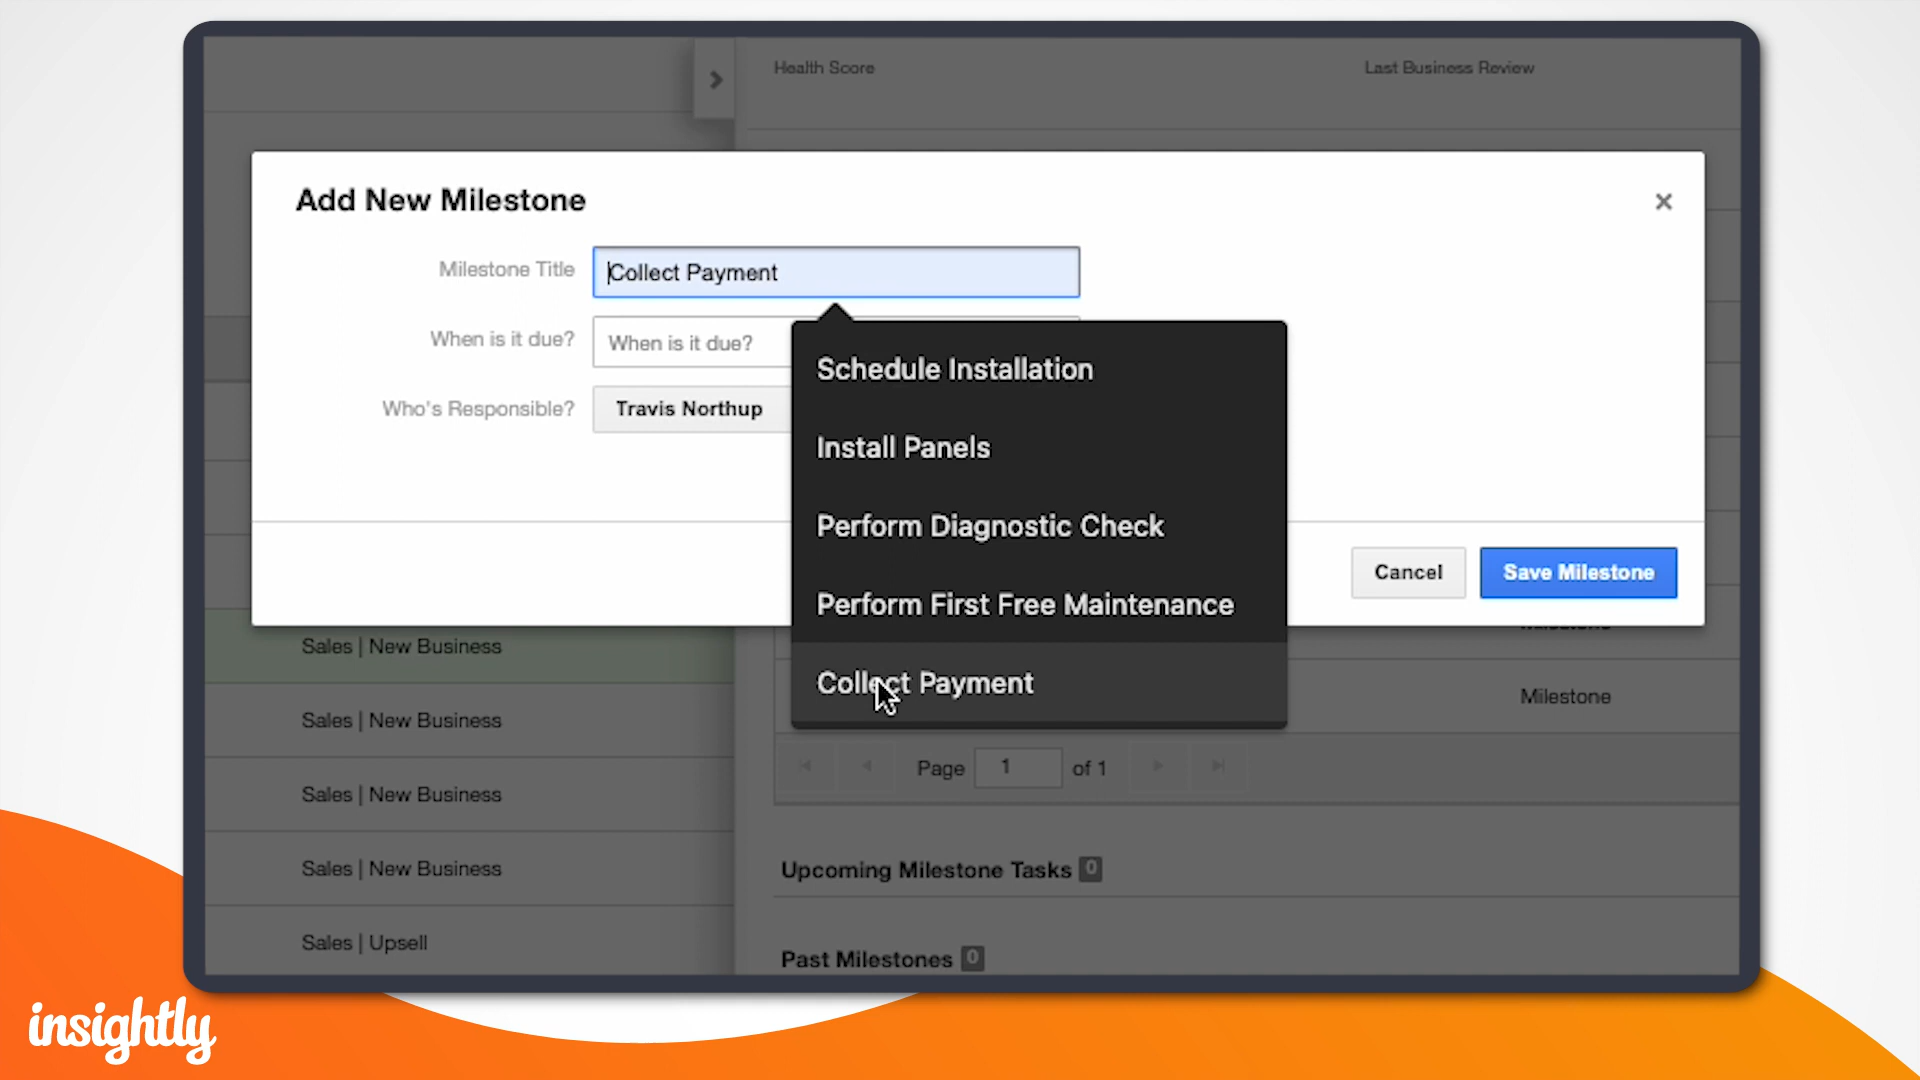 Health Score
Last Business Review
Add New Milestone
Milestone Title
Collect Payment
When is it due?
When is it due?
Who's Responsible?
Travis Northup
Schedule Installation
Install Panels
Perform Diagnostic Check
Perform First Free Maintenance
Collect Payment
Cancel
Save Milestone
Sales | New Business
Milestone
Sales | New Business
Page 1 of 1
Sales | New Business
Sales | New Business
Upcoming Milestone Tasks 0
Sales | Upsell
Past Milestones 0
insightly